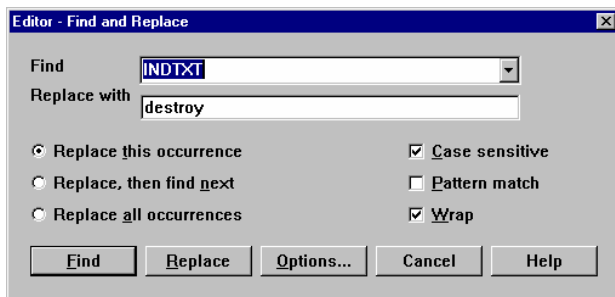 Editor - Find and Replace
Find INDTXT
Replace with destroy
Replace this occurrence Case sensitive
Replace, then find next Pattern match
Replace all occurrences Wrap
Find Replace Options... Cancel Help